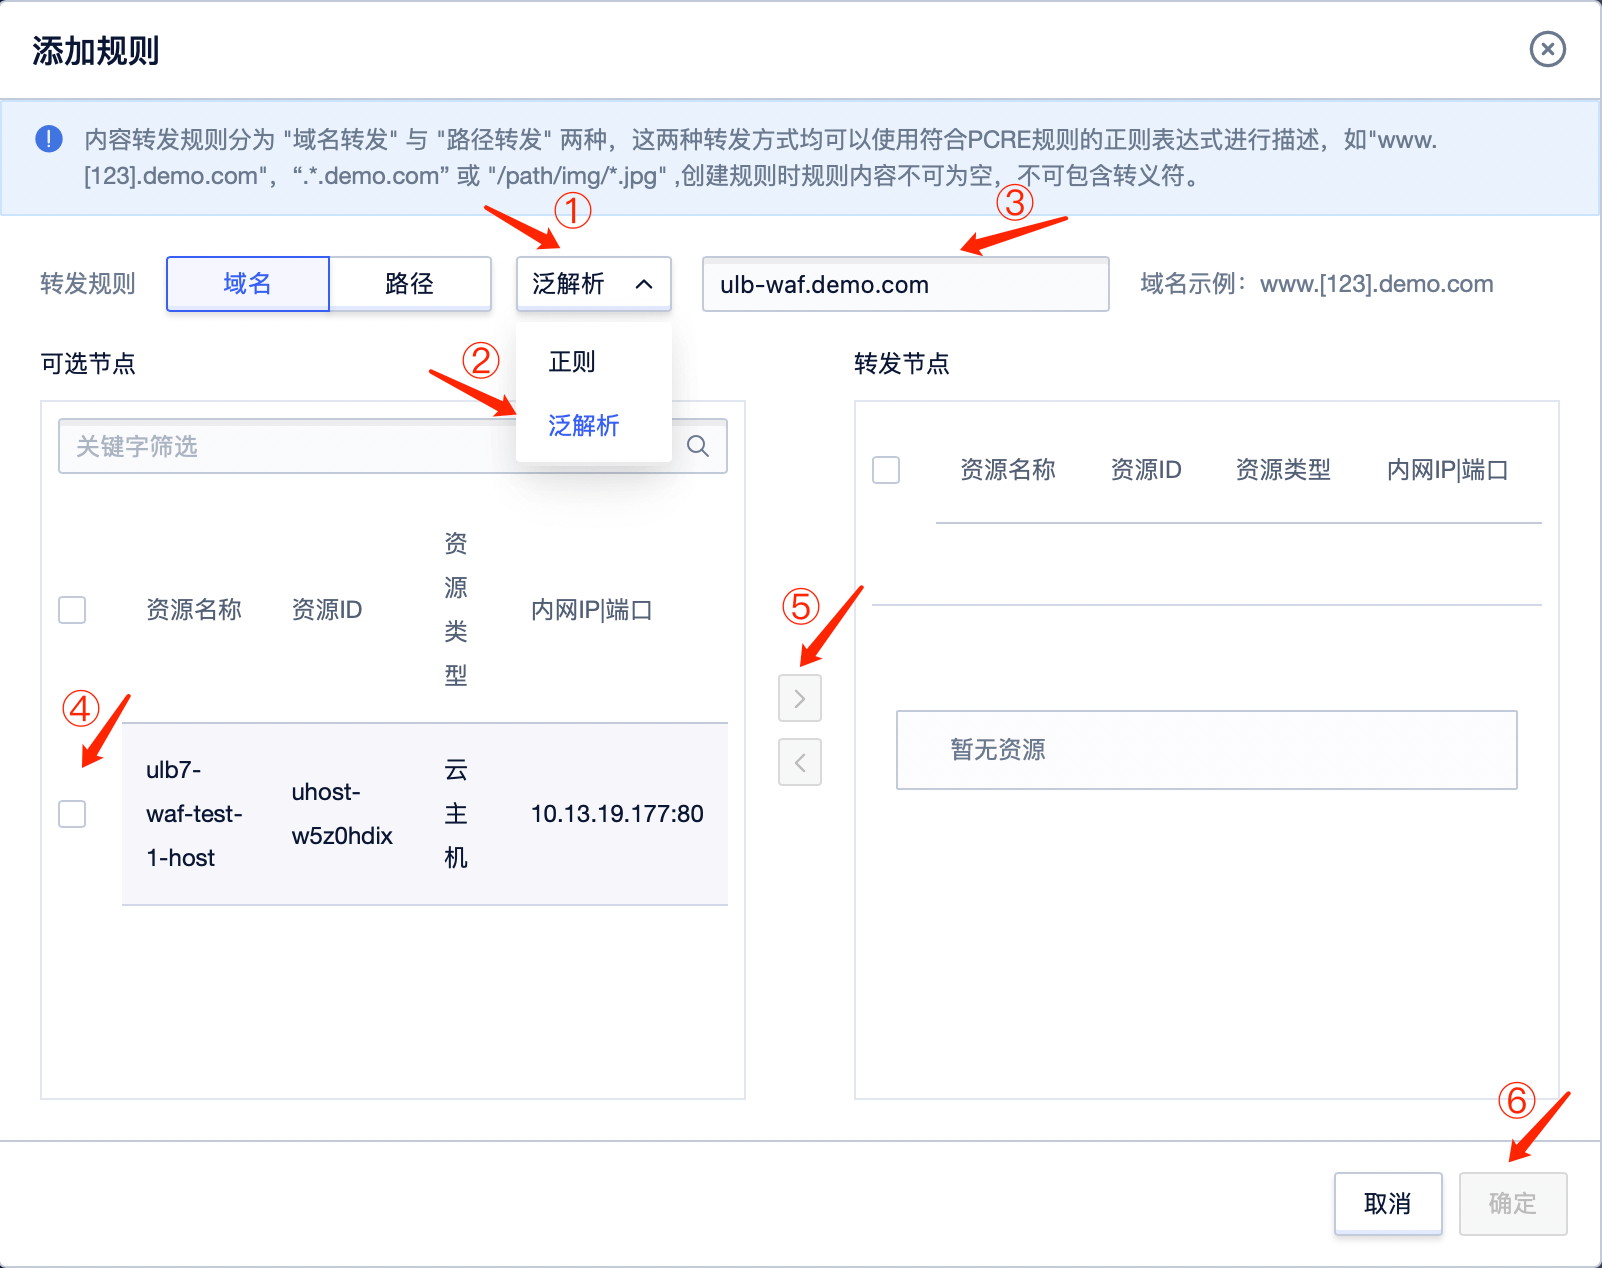 添加规则
内容转发规则分为 "域名转发" 与 "路径转发" 两种，这两种转发方式均可以使用符合PCRE规则的正则表达式进行描述，如"www.
[123].demo.com"，“.*.demo.com” 或 "/path/img/*.jpg" ,创建规则时规则内容不可为空，不可包含转义符。
①
③
转发规则
域名
路径
泛解析
ulb-waf.demo.com
域名示例：www.[123].demo.com
②
正则
泛解析
可选节点
转发节点
关键字筛选
资源名称
资源ID
资源类型
内网IP|端口
资源名称
资源ID
资
源
类
型
内网IP|端口
⑤
④
ulb7-
waf-test-
1-host
uhost-
w5z0hdix
云
主
机
10.13.19.177:80
暂无资源
⑥
取消
确定